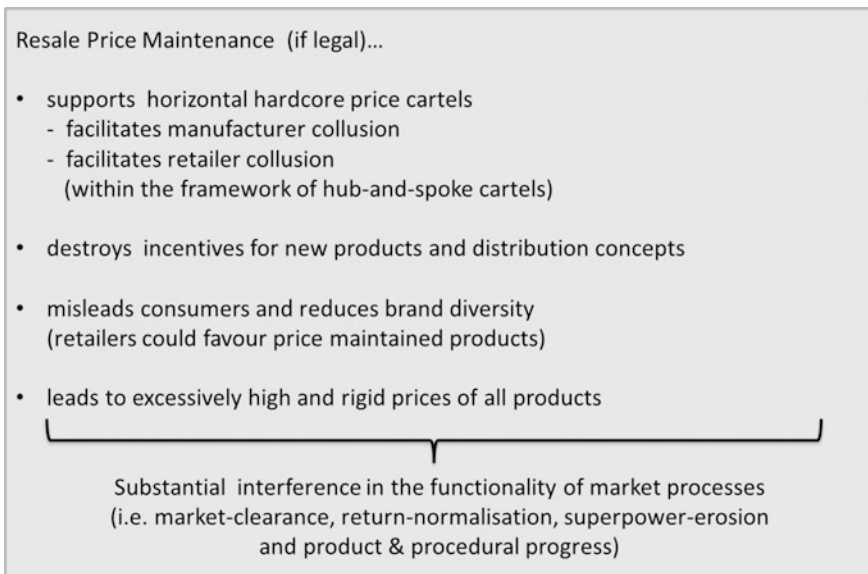 Resale Price Maintenance (if legal)...
• supports horizontal hardcore price cartels
- facilitates manufacturer collusion
- facilitates retailer collusion
(within the framework of hub-and-spoke cartels)
• destroys incentives for new products and distribution concepts
• misleads consumers and reduces brand diversity
(retailers could favour price maintained products)
• leads to excessively high and rigid prices of all products
Substantial interference in the functionality of market processes
(i.e. market-clearance, return-normalisation, superpower-erosion
and product & procedural progress)